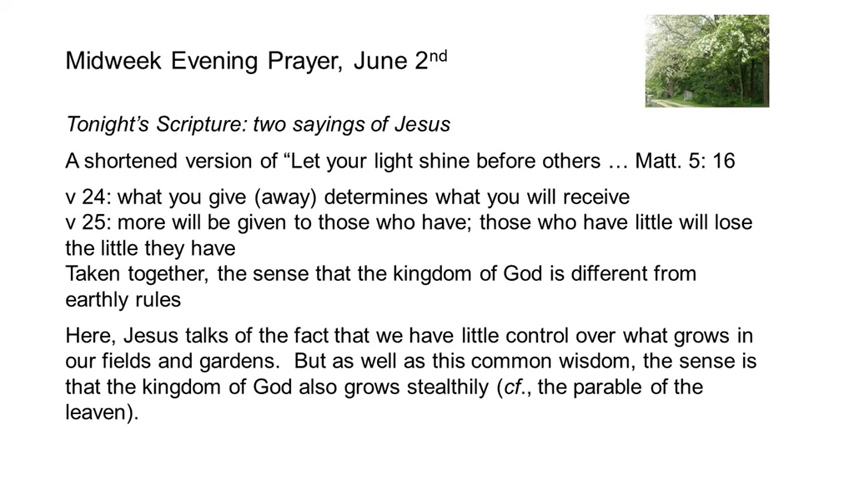 Midweek Evening Prayer, June 2nd
Tonight's Scripture: two sayings of Jesus
A shortened version of “Let your light shine before others … Matt. 5: 16
v 24: what you give (away) determines what you will receive
v 25: more will be given to those who have; those who have little will lose
the little they have
Taken together, the sense that the kingdom of God is different from
earthly rules
Here, Jesus talks of the fact that we have little control over what grows in
our fields and gardens.  But as well as this common wisdom, the sense is
that the kingdom of God also grows stealthily (cf., the parable of the
leaven).